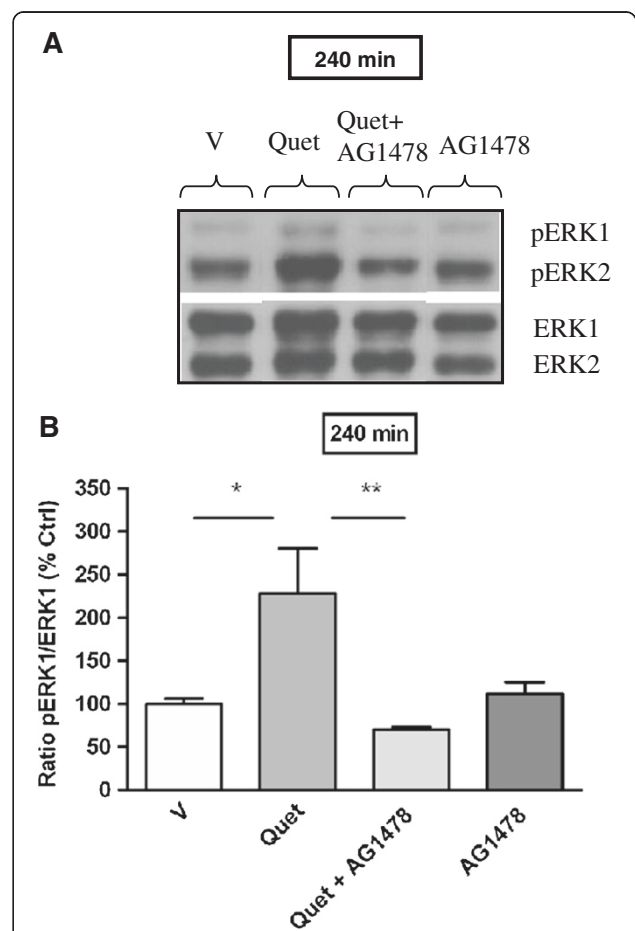 A
240 min
V
Quet
Quet+
AG1478
AG1478
pERK1
pERK2
ERK1
ERK2
B
240 min
Ratio pERK1/ERK1 (% Ctrl)
350
300
250
200
150
100
50
0
*
**
V
Quet
Quet + AG1478
AG1478